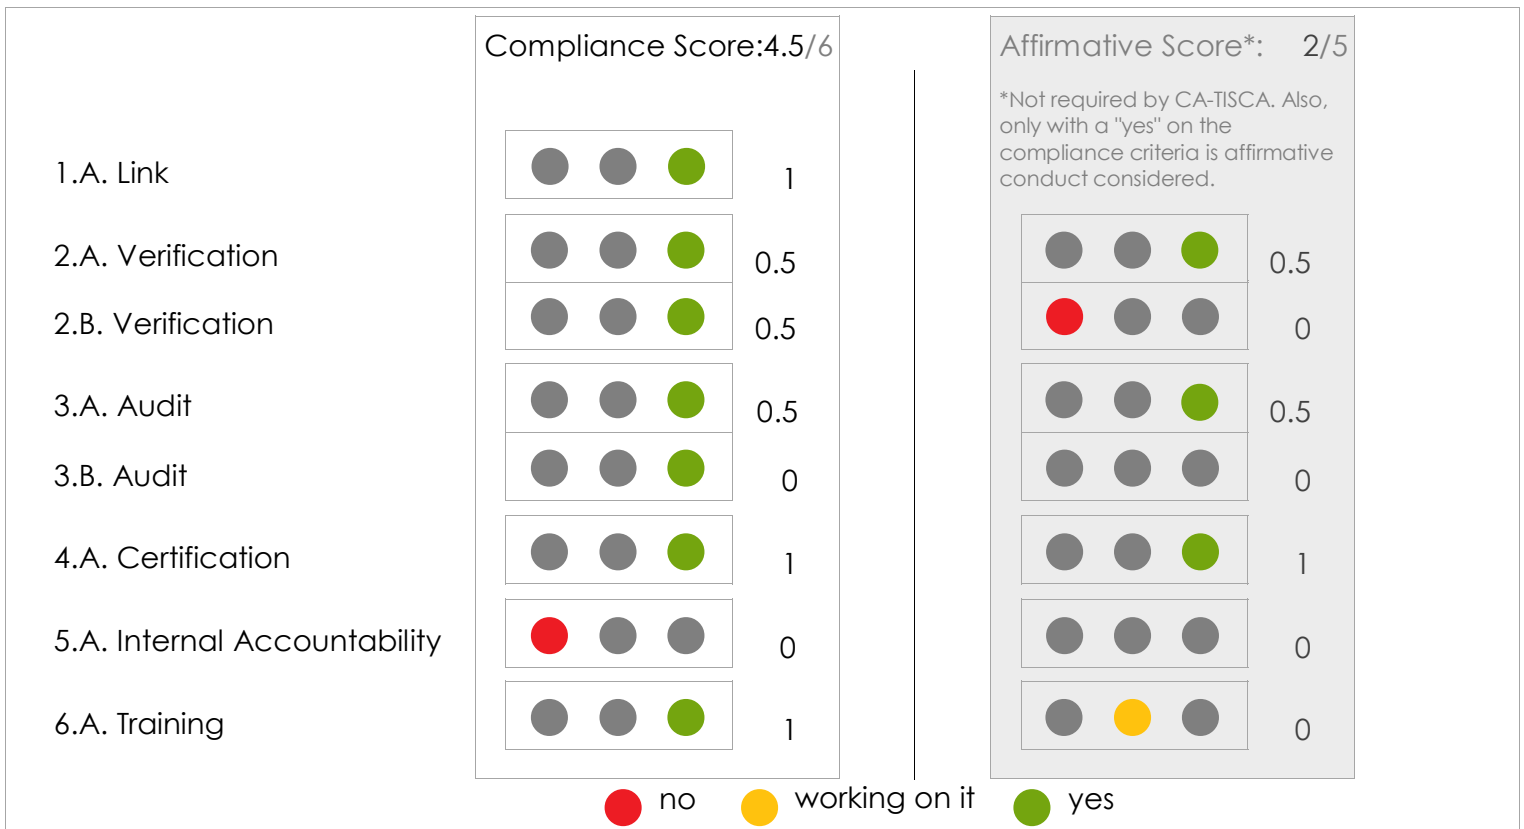 Compliance Score:4.5/6
Affirmative Score*: 2/5
*Not required by CA-TISCA. Also,
only with a "yes" on the
compliance criteria is affirmative
conduct considered.
1.A. Link 1
2.A. Verification 0.5 0.5
2.B. Verification 0.5 0
3.A. Audit 0.5 0.5
3.B. Audit 0 0
4.A. Certification 1 1
5.A. Internal Accountability 0 0
6.A. Training 1 0
no working on it yes